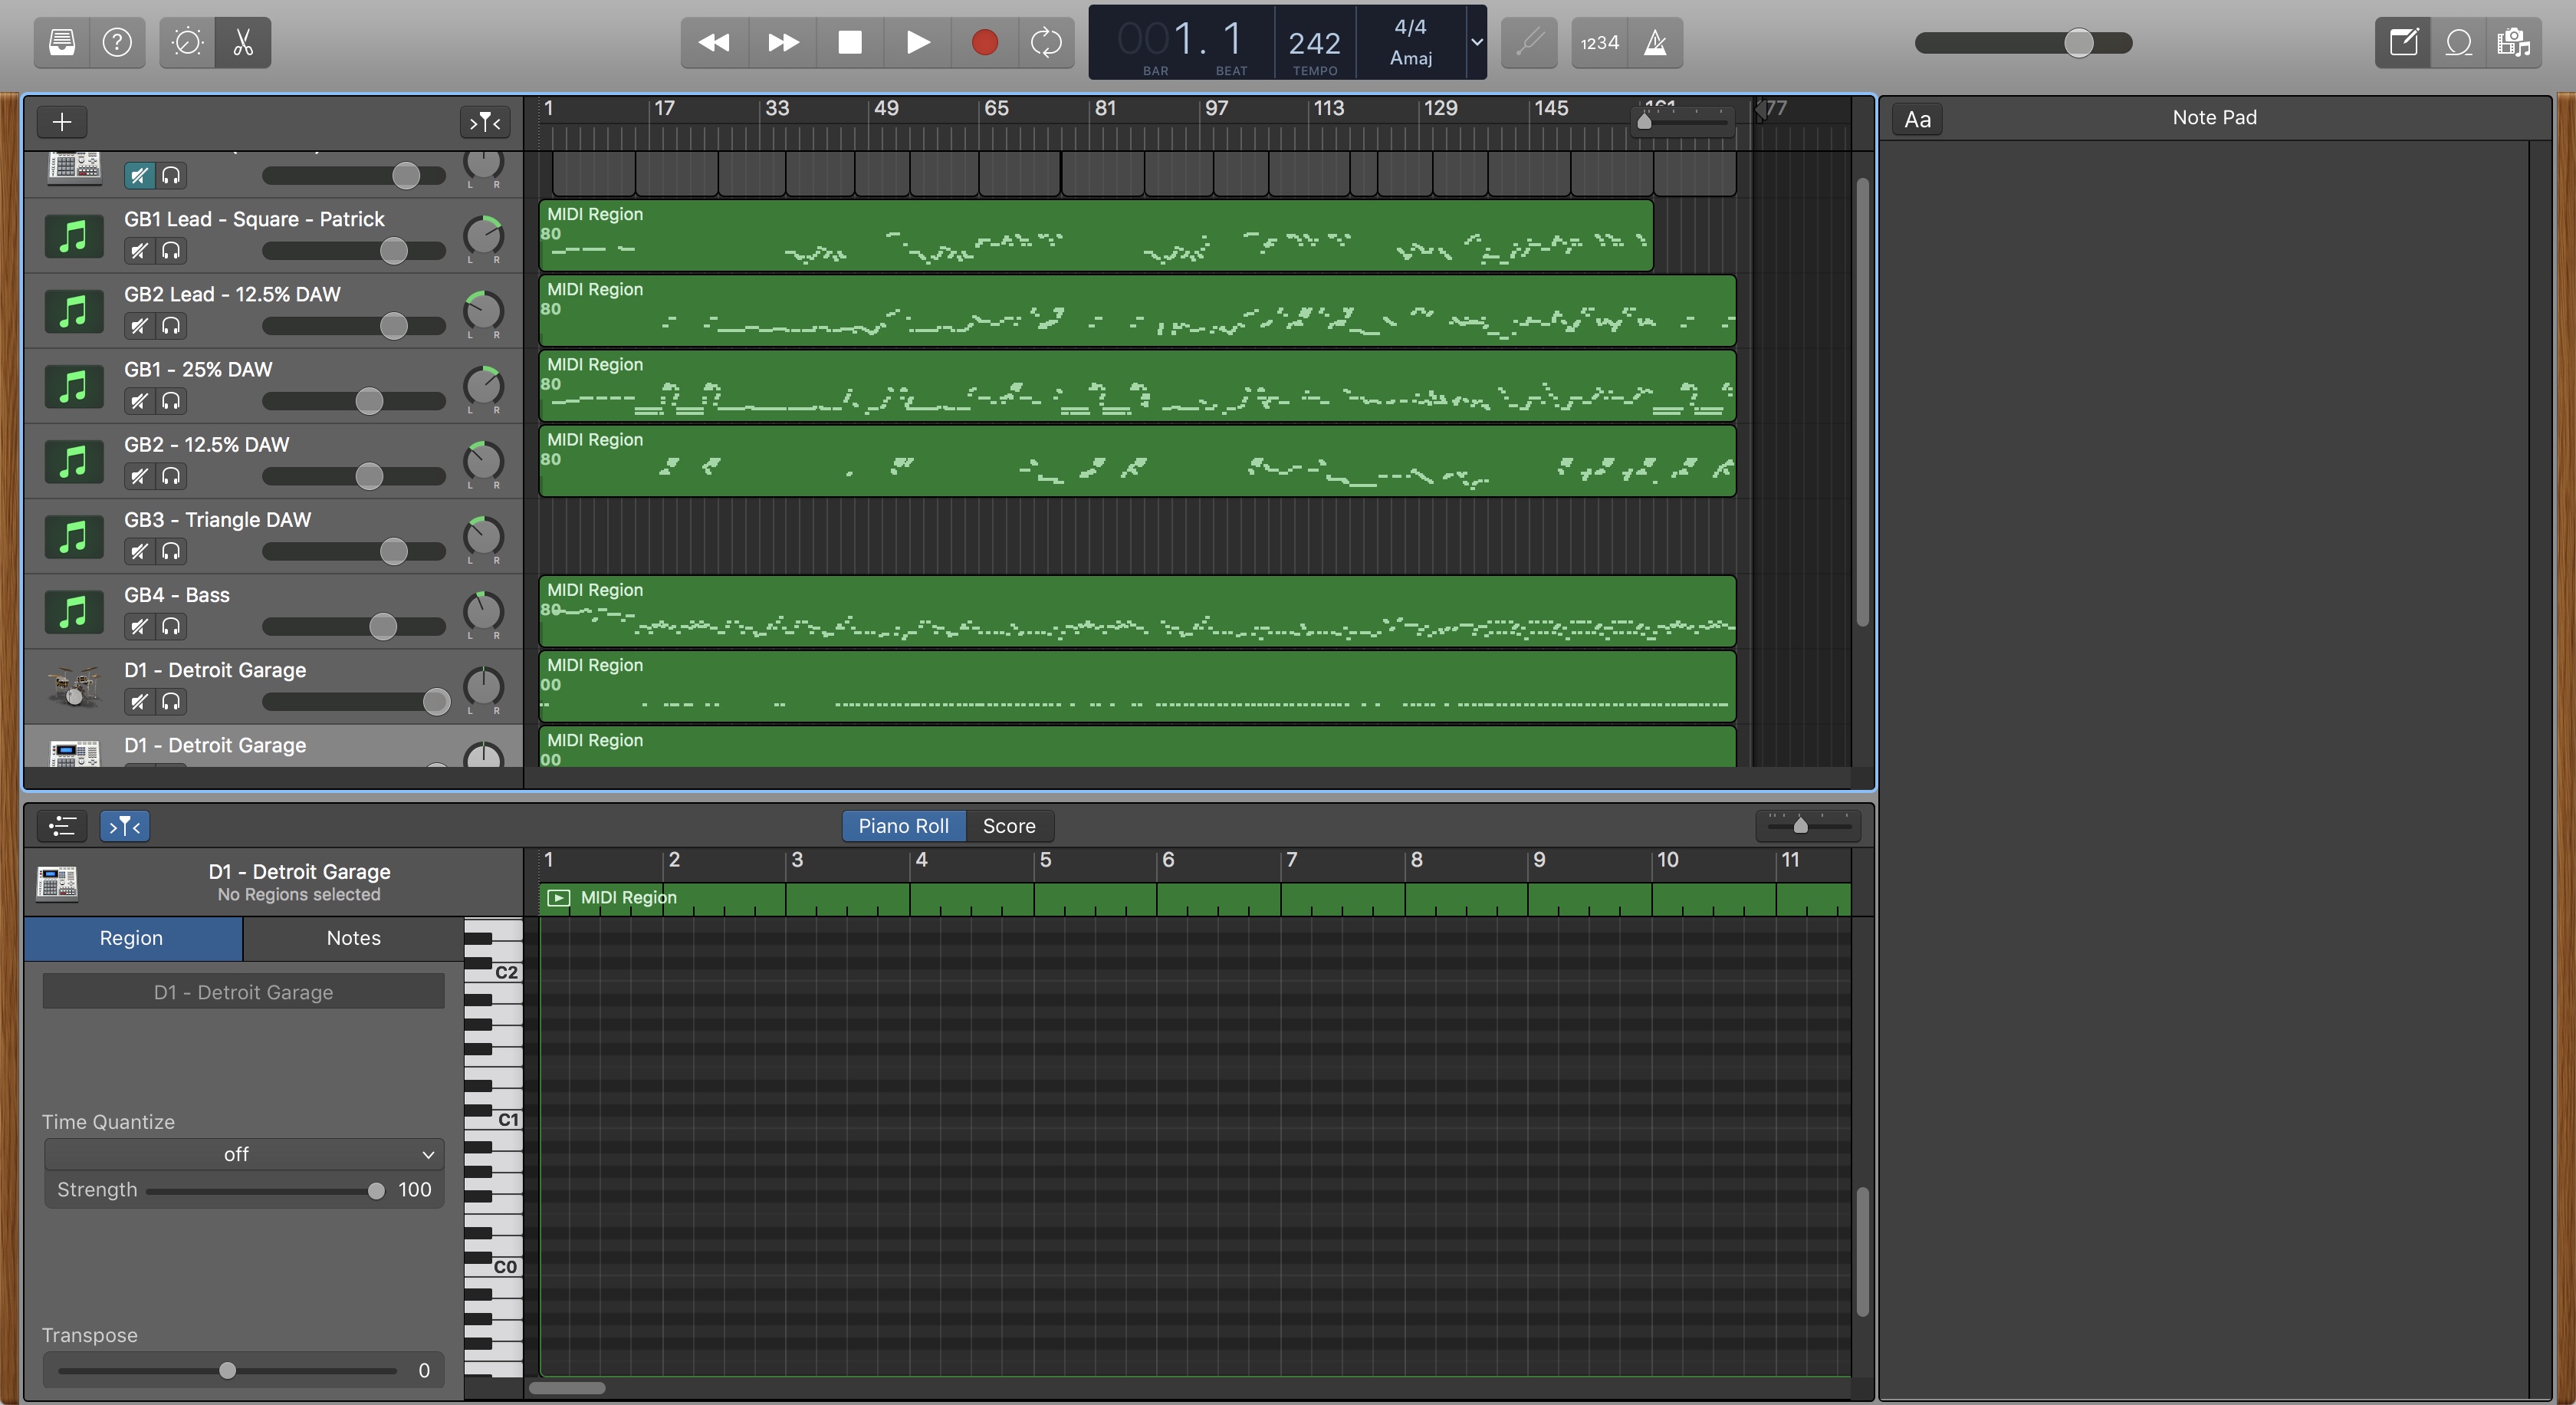 001. 1
BAR BEAT
242
TEMPO
4/4
Amaj
1234
1 17 33 49 65 81 97 113 129 145 161 177
L R
GB1 Lead - Square - Patrick
L R
MIDI Region
80
GB2 Lead - 12.5% DAW
L R
MIDI Region
80
GB1 - 25% DAW
L R
MIDI Region
80
GB2 - 12.5% DAW
L R
MIDI Region
80
GB3 - Triangle DAW
L R
GB4 - Bass
L R
MIDI Region
80
D1 - Detroit Garage
L R
MIDI Region
00
D1 - Detroit Garage
MIDI Region
00
Aa
Note Pad
Piano Roll Score
D1 - Detroit Garage
No Regions selected
1 2 3 4 5 6 7 8 9 10 11
MIDI Region
Region Notes
D1 - Detroit Garage
C2
C1
C0
Time Quantize
off
Strength 100
Transpose
0